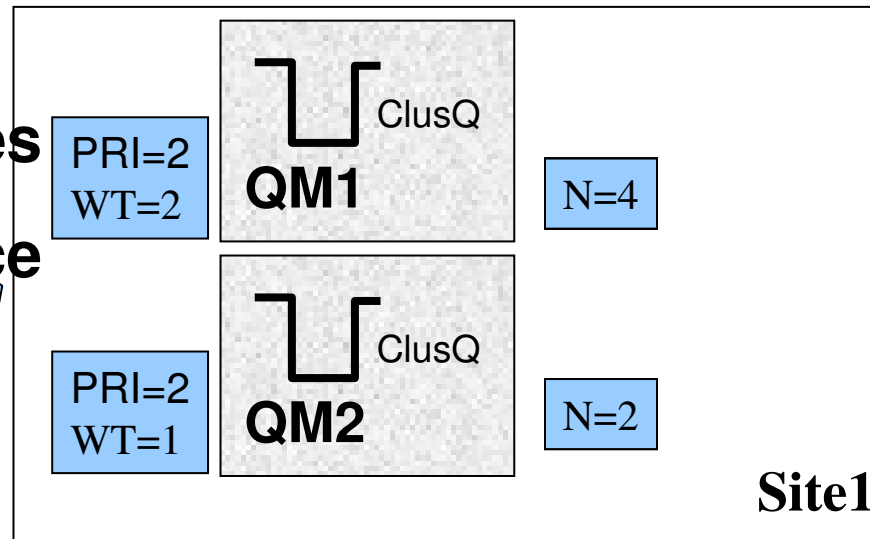 ClusQ
PRI=2
WT=2
QM1
N=4
ClusQ
PRI=2
WT=1
QM2
N=2
Site1